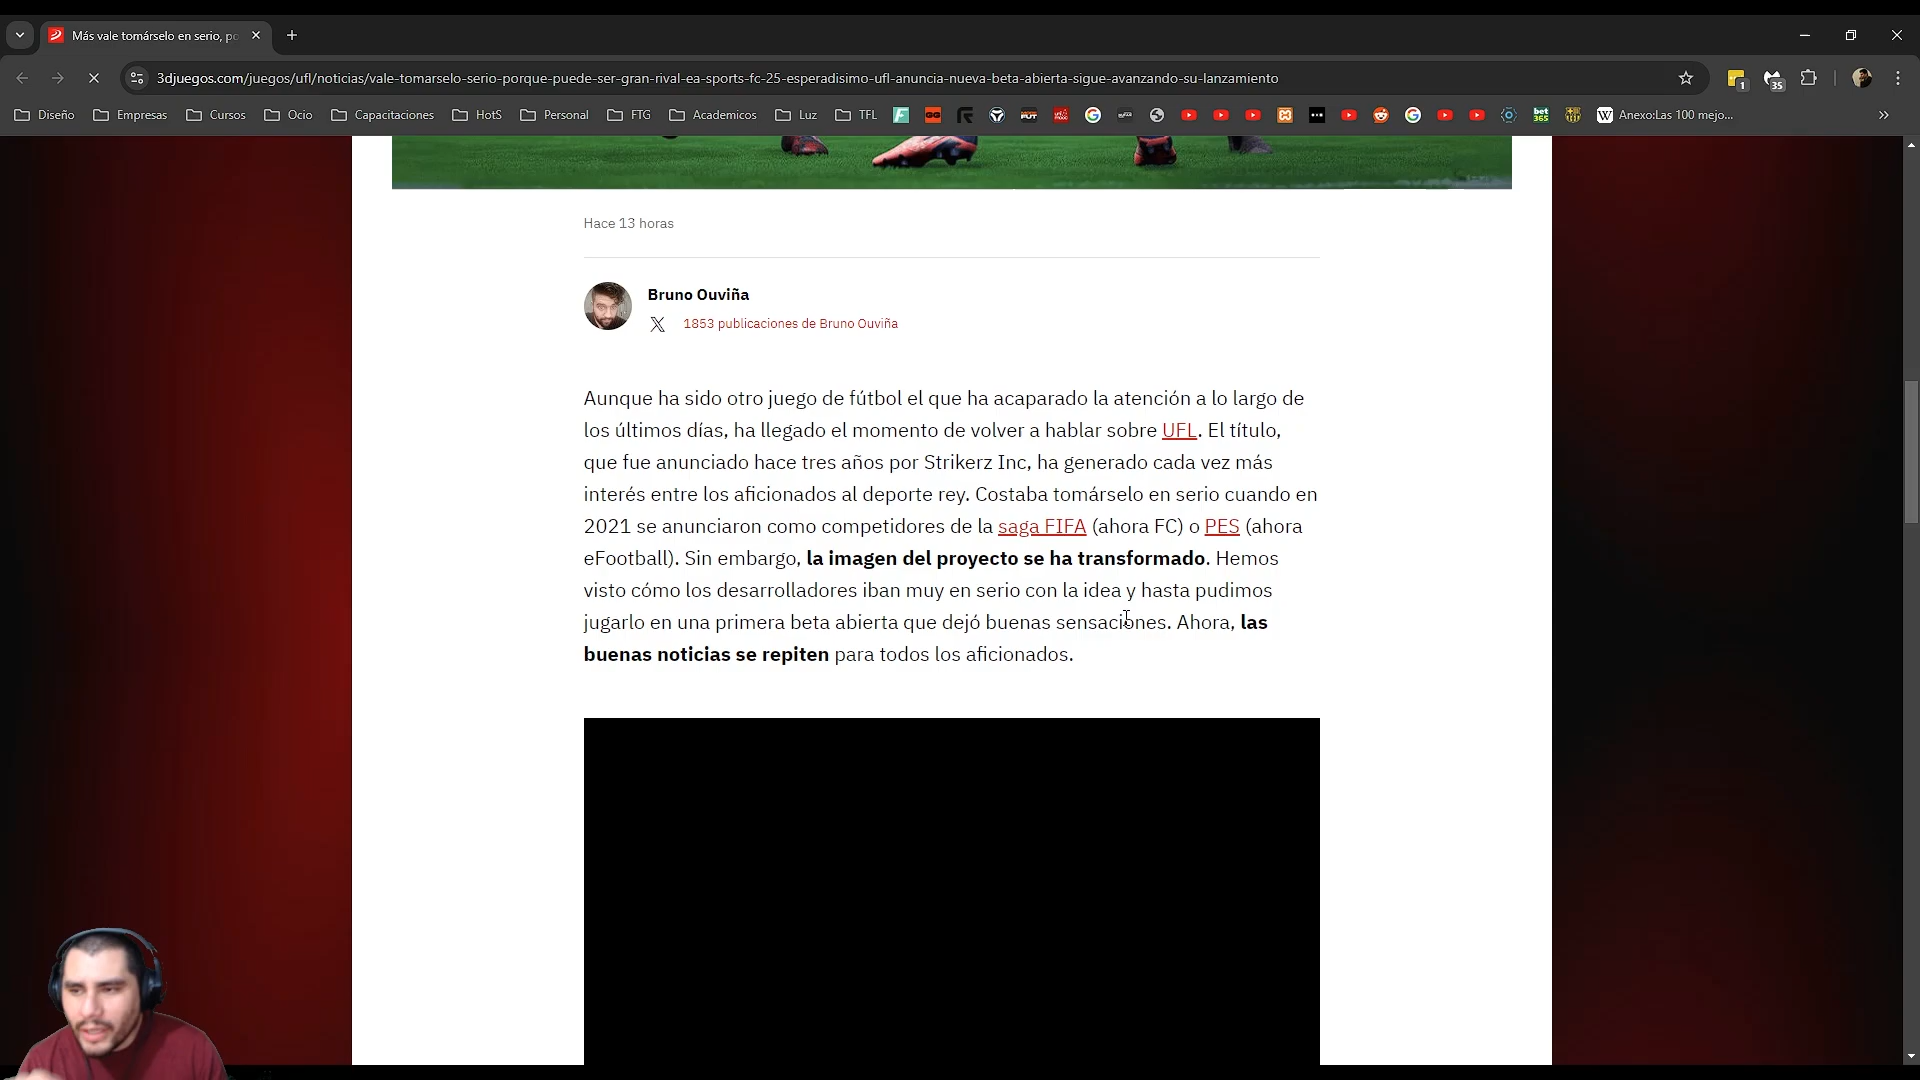 Más vale tomárselo en serio, po
3djuegos.com/juegos/ufl/noticias/vale-tomarselo-serio-porque-puede-ser-gran-rival-ea-sports-fc-25-esperadisimo-ufl-anuncia-nueva-beta-abierta-sigue-avanzando-su-lanzamiento
1
35
Diseño Empresas Cursos Ocio Capacitaciones HotS Personal FTG Academicos Luz TFL FUT bet365 Anexo:Las 100 mejo...
Hace 13 horas
Bruno Ouviña
1853 publicaciones de Bruno Ouviña
Aunque ha sido otro juego de fútbol el que ha acaparado la atención a lo largo de
los últimos días, ha llegado el momento de volver a hablar sobre UFL. El título,
que fue anunciado hace tres años por Strikerz Inc, ha generado cada vez más
interés entre los aficionados al deporte rey. Costaba tomárselo en serio cuando en
2021 se anunciaron como competidores de la saga FIFA (ahora FC) o PES (ahora
eFootball). Sin embargo, la imagen del proyecto se ha transformado. Hemos
visto cómo los desarrolladores iban muy en serio con la idea y hasta pudimos
jugarlo en una primera beta abierta que dejó buenas sensaciones. Ahora, las
buenas noticias se repiten para todos los aficionados.